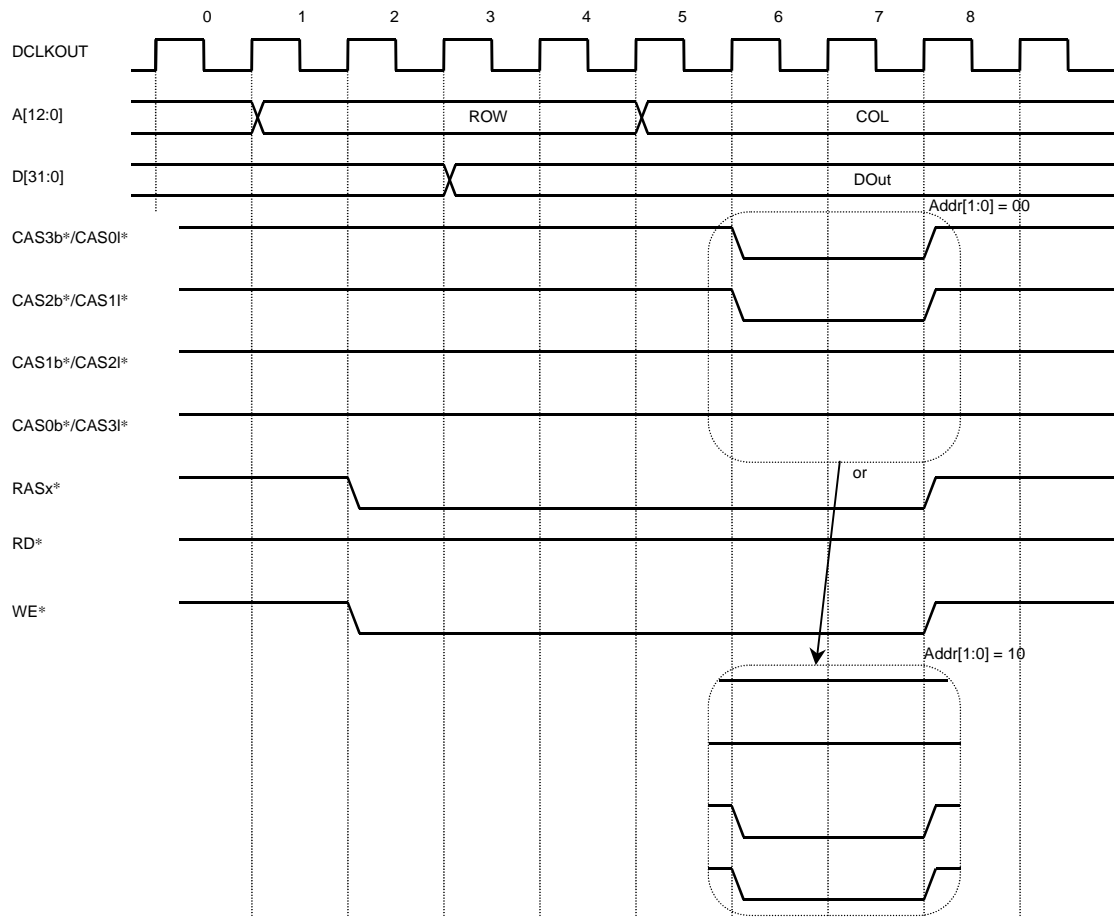 0 1 2 3 4 5 6 7 8
DCLKOUT
A[12:0] ROW COL
D[31:0] DOut
Addr[1:0] = 00
CAS3b*/CAS0l*
CAS2b*/CAS1l*
CAS1b*/CAS2l*
CAS0b*/CAS3l*
or
RASx*
RD*
WE*
Addr[1:0] = 10